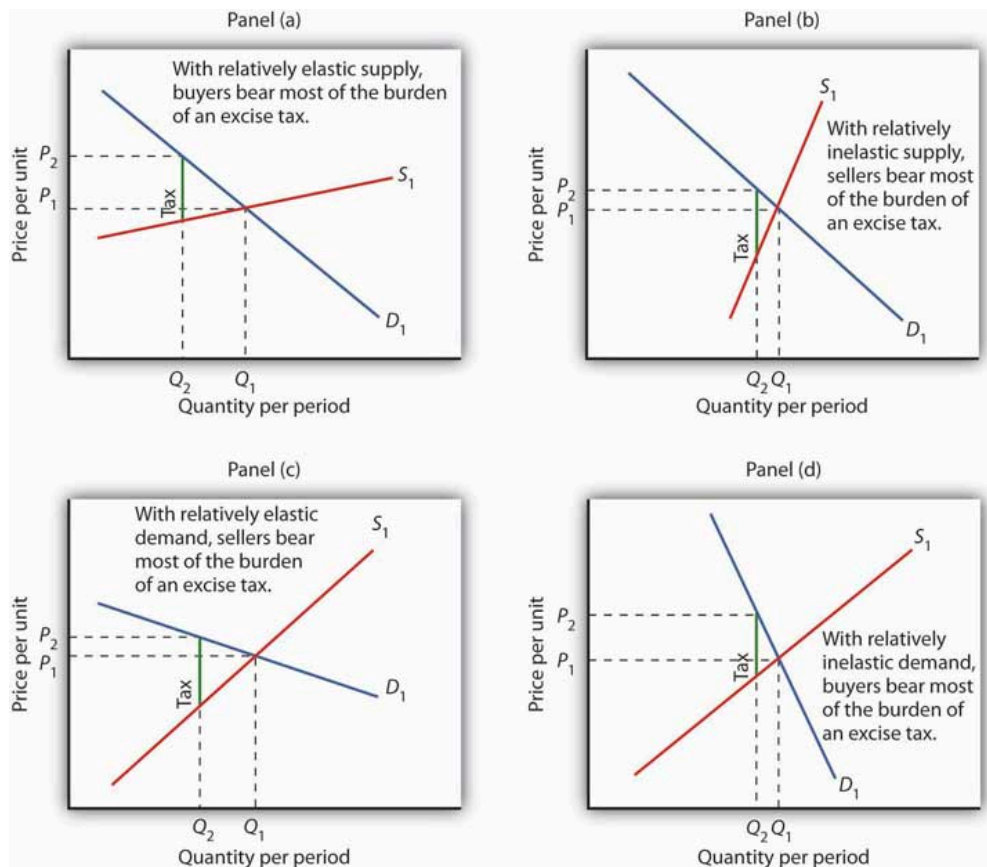 Panel (a)
With relatively elastic supply,
buyers bear most of the burden
of an excise tax.
Price per unit
P2
P1
Tax
S1
D1
Q2 Q1
Quantity per period
Panel (b)
S1
With relatively
inelastic supply,
sellers bear most
of the burden of
an excise tax.
Price per unit
P2
P1
Tax
D1
Q2 Q1
Quantity per period
Panel (c)
With relatively elastic
demand, sellers bear
most of the burden
of an excise tax.
S1
Price per unit
P2
P1
Tax
D1
Q2 Q1
Quantity per period
Panel (d)
S1
Price per unit
P2
P1
Tax
With relatively
inelastic demand,
buyers bear most
of the burden of
an excise tax.
D1
Q2 Q1
Quantity per period